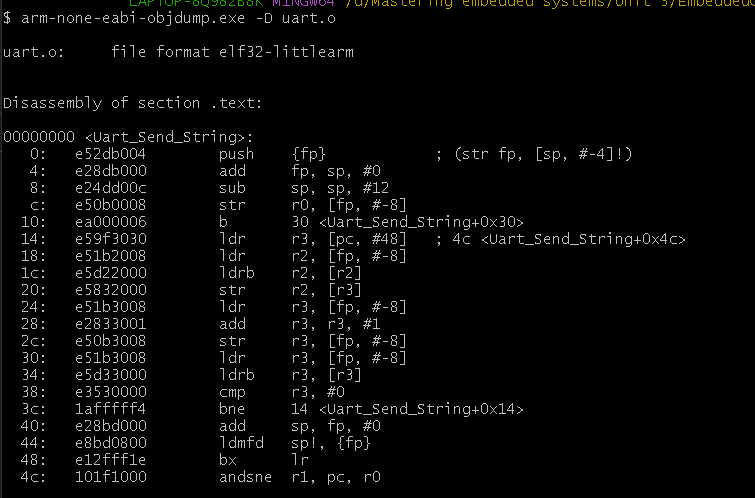 LAPTOP-8Q982B8K MINGW64 /d/Mastering embedded systems/Unit 3/Embedded
$ arm-none-eabi-objdump.exe -D uart.o

uart.o:     file format elf32-littlearm


Disassembly of section .text:

00000000 <Uart_Send_String>:
   0:   e52db004        push    {fp}            ; (str fp, [sp, #-4]!)
   4:   e28db000        add     fp, sp, #0
   8:   e24dd00c        sub     sp, sp, #12
   c:   e50b0008        str     r0, [fp, #-8]
  10:   ea000006        b       30 <Uart_Send_String+0x30>
  14:   e59f3030        ldr     r3, [pc, #48]   ; 4c <Uart_Send_String+0x4c>
  18:   e51b2008        ldr     r2, [fp, #-8]
  1c:   e5d22000        ldrb    r2, [r2]
  20:   e5832000        str     r2, [r3]
  24:   e51b3008        ldr     r3, [fp, #-8]
  28:   e2833001        add     r3, r3, #1
  2c:   e50b3008        str     r3, [fp, #-8]
  30:   e51b3008        ldr     r3, [fp, #-8]
  34:   e5d33000        ldrb    r3, [r3]
  38:   e3530000        cmp     r3, #0
  3c:   1afffff4        bne     14 <Uart_Send_String+0x14>
  40:   e28bd000        add     sp, fp, #0
  44:   e8bd0800        ldmfd   sp!, {fp}
  48:   e12fff1e        bx      lr
  4c:   101f1000        andsne  r1, pc, r0